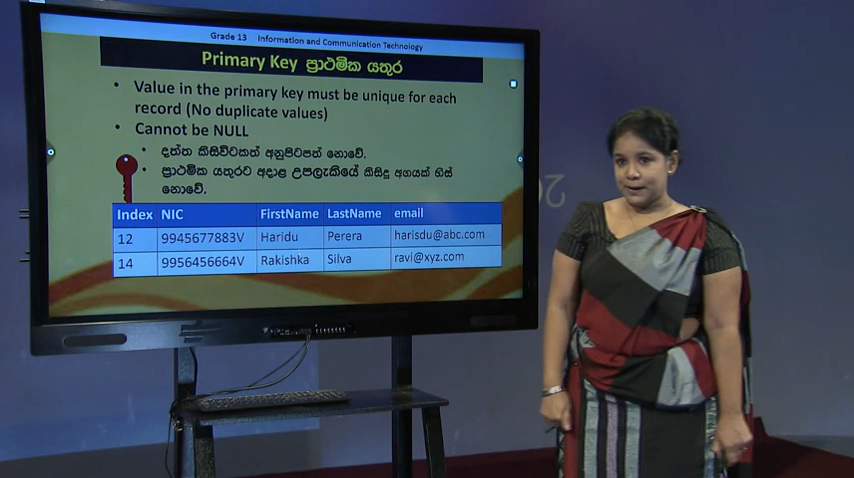 Grade 13 Information and Communication Technology
Primary Key ප්‍රාථමික යතුර
• Value in the primary key must be unique for each
record (No duplicate values)
• Cannot be NULL
• දත්ත කිසිවිටකත් අනුපිටපත් නොවේ.
• ප්‍රාථමික යතුරට අදාළ උපලැකියේ කිසිදු අගයක් හිස්
නොවේ.
Index NIC FirstName LastName email
12 9945677883V Haridu Perera harisdu@abc.com
14 9956456664V Rakishka Silva ravi@xyz.com